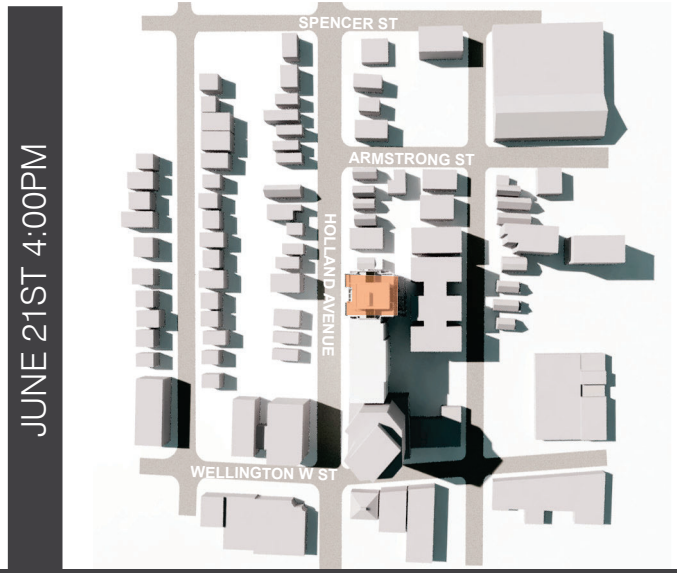 JUNE 21ST 4:00PM
SPENCER ST
ARMSTRONG ST
HOLLAND AVENUE
WELLINGTON W ST